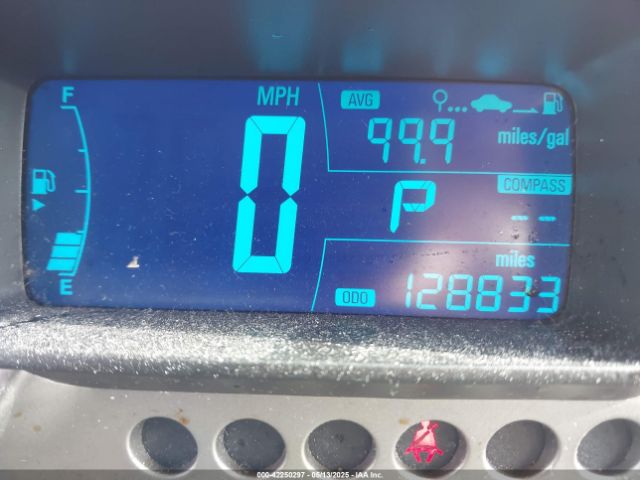 F
MPH
AVG
99.9 miles/gal
0
COMPASS
P --
miles
E
ODO 128833
000-42250297 - 05/13/2025 - IAA Inc.